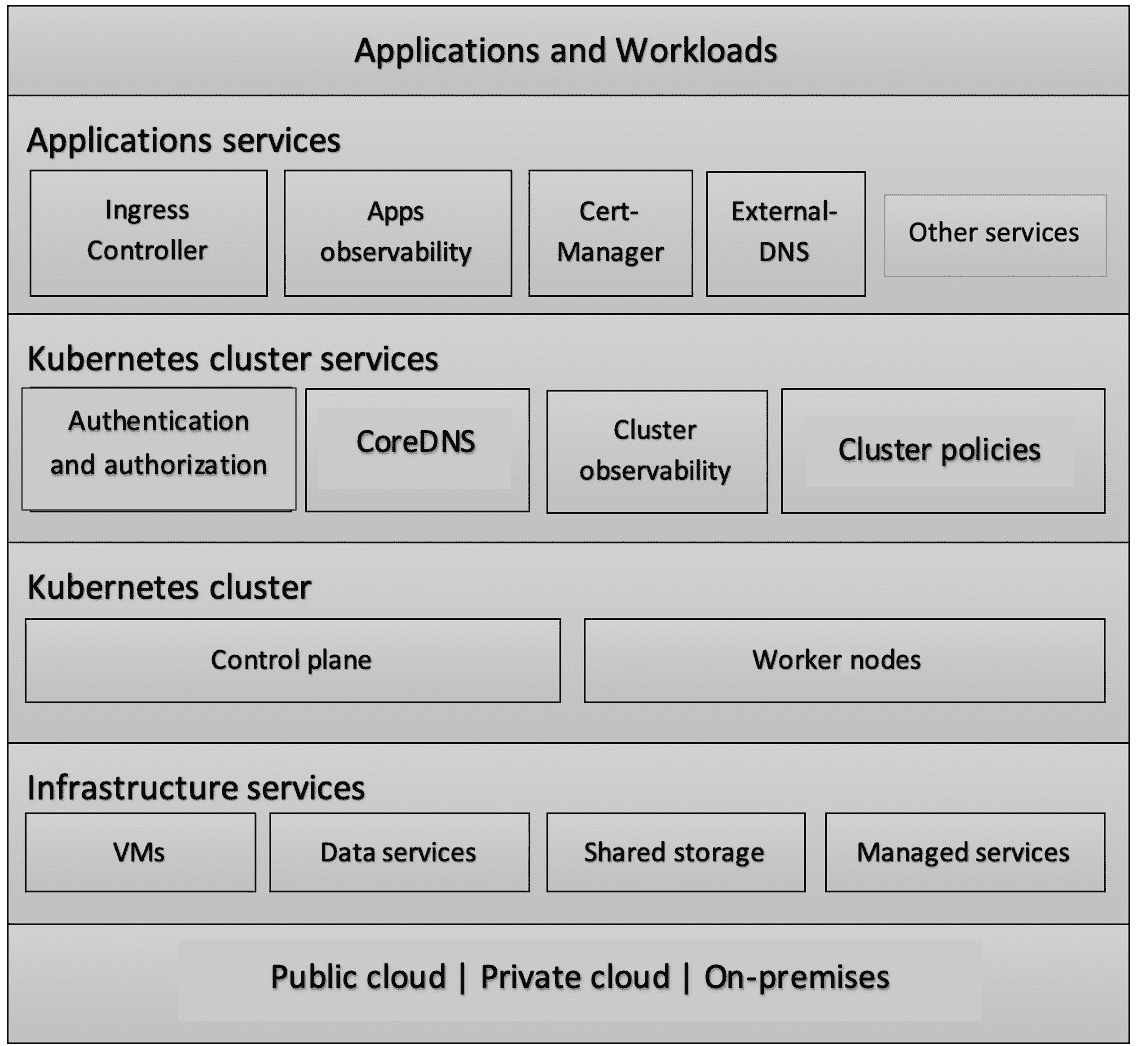 Applications and Workloads
Applications services
Ingress
Controller
Apps
observability
Cert-
Manager
External-
DNS
Other services
Kubernetes cluster services
Authentication
and authorization
CoreDNS
Cluster
observability
Cluster policies
Kubernetes cluster
Control plane
Worker nodes
Infrastructure services
VMs
Data services
Shared storage
Managed services
Public cloud | Private cloud | On-premises